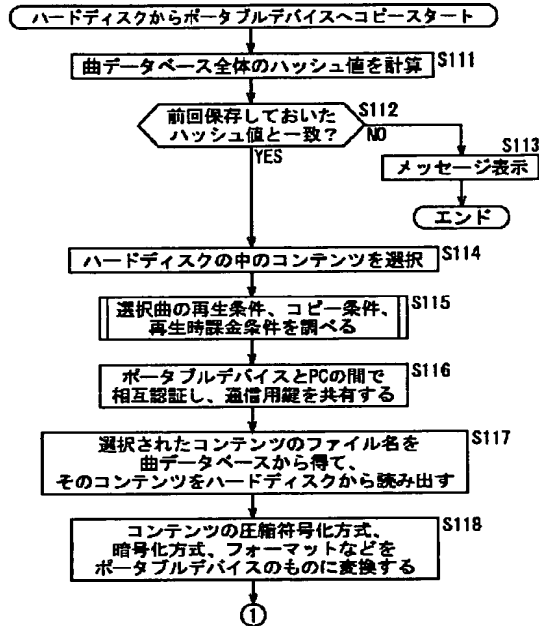 ハードディスクからポータブルデバイスへコピースタート
曲データベース全体のハッシュ値を計算
S111
前回保存しておいた
ハッシュ値と一致？
S112
NO
YES
S113
メッセージ表示
エンド
ハードディスクの中のコンテンツを選択
S114
選択曲の再生条件、コピー条件、
再生時課金条件を調べる
S115
ポータブルデバイスとPCの間で
相互認証し、通信用鍵を共有する
S116
選択されたコンテンツのファイル名を
曲データベースから得て、
そのコンテンツをハードディスクから読み出す
S117
コンテンツの圧縮符号化方式、
暗号化方式、フォーマットなどを
ポータブルデバイスのものに変換する
S118
①